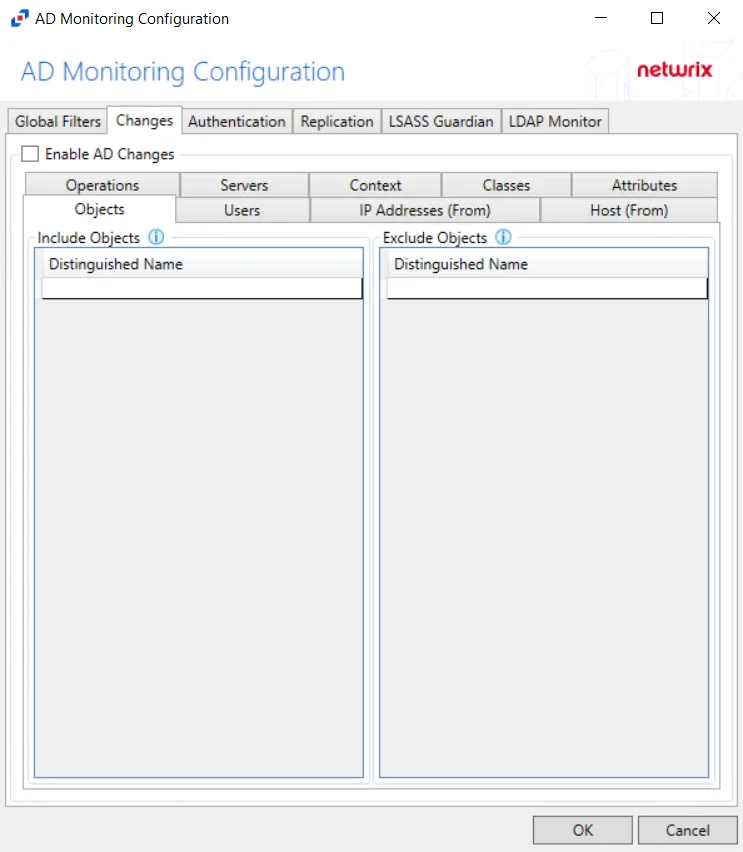 AD Monitoring Configuration
AD Monitoring Configuration
netwrix
Global Filters Changes Authentication Replication LSASS Guardian LDAP Monitor
Enable AD Changes
Operations Servers Context Classes Attributes
Objects Users IP Addresses (From) Host (From)
Include Objects Exclude Objects
Distinguished Name Distinguished Name
OK Cancel